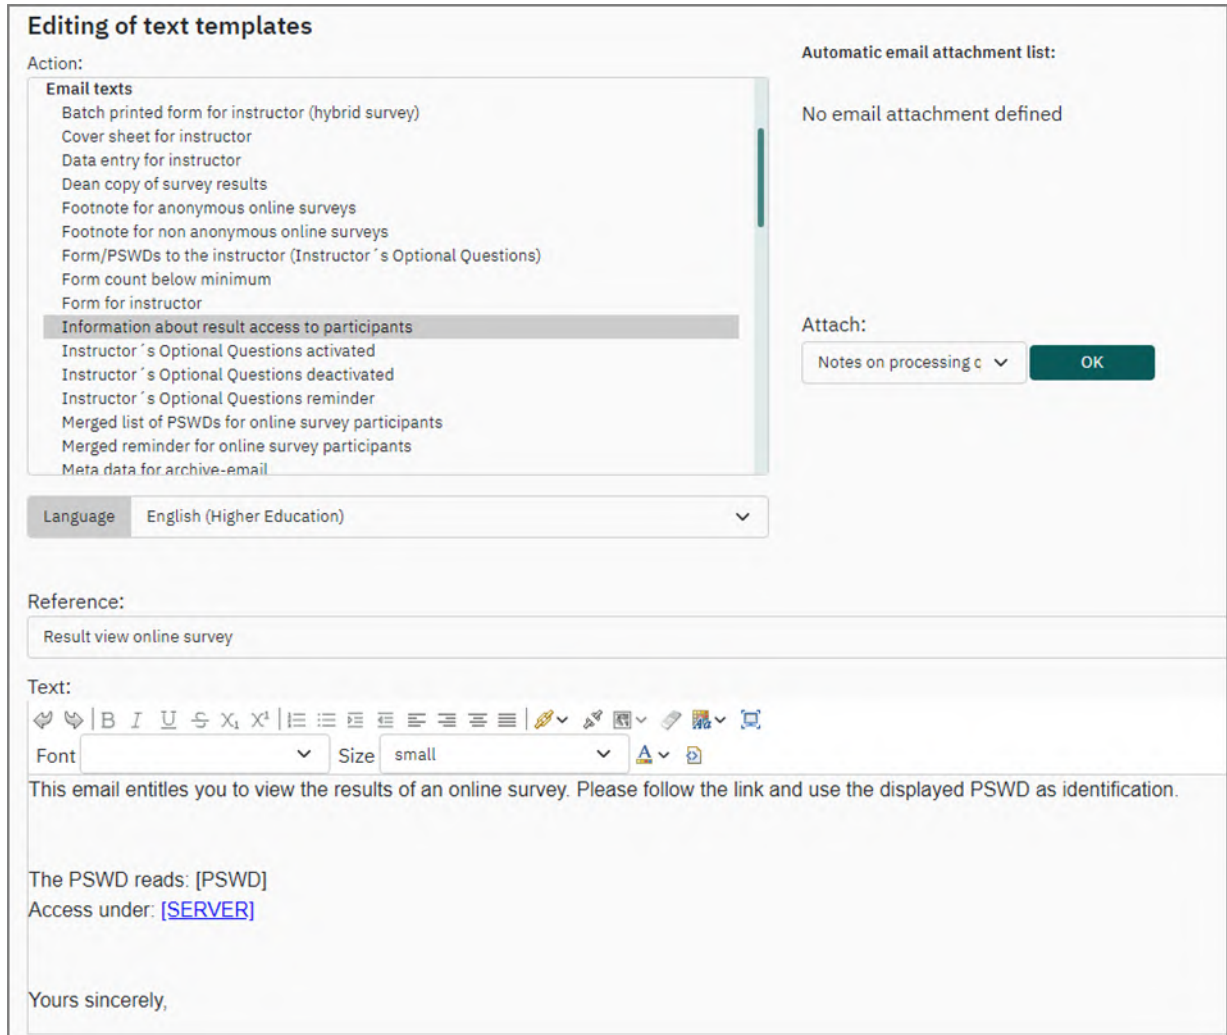 Editing of text templates
Action:
Email texts
Batch printed form for instructor (hybrid survey)
Cover sheet for instructor
Data entry for instructor
Dean copy of survey results
Footnote for anonymous online surveys
Footnote for non anonymous online surveys
Form/PSWDs to the instructor (Instructor´s Optional Questions)
Form count below minimum
Form for instructor
Information about result access to participants
Instructor´s Optional Questions activated
Instructor´s Optional Questions deactivated
Instructor´s Optional Questions reminder
Merged list of PSWDs for online survey participants
Merged reminder for online survey participants
Meta data for archive-email
Automatic email attachment list:
No email attachment defined
Attach:
Notes on processing c OK
Language English (Higher Education)
Reference:
Result view online survey
Text:
B I U S X₁ X¹
Font Size small A
This email entitles you to view the results of an online survey. Please follow the link and use the displayed PSWD as identification.
The PSWD reads: [PSWD]
Access under: [SERVER]
Yours sincerely,